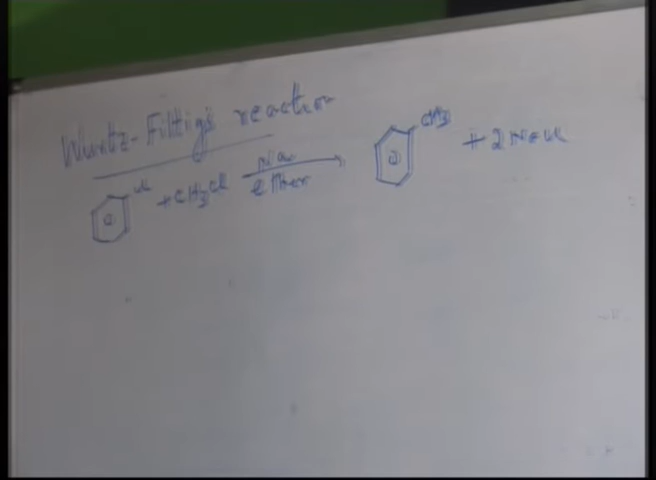 Wurtz-Fittig's reaction
Cl + CH3Cl Na ether → CH3 + 2NaCl